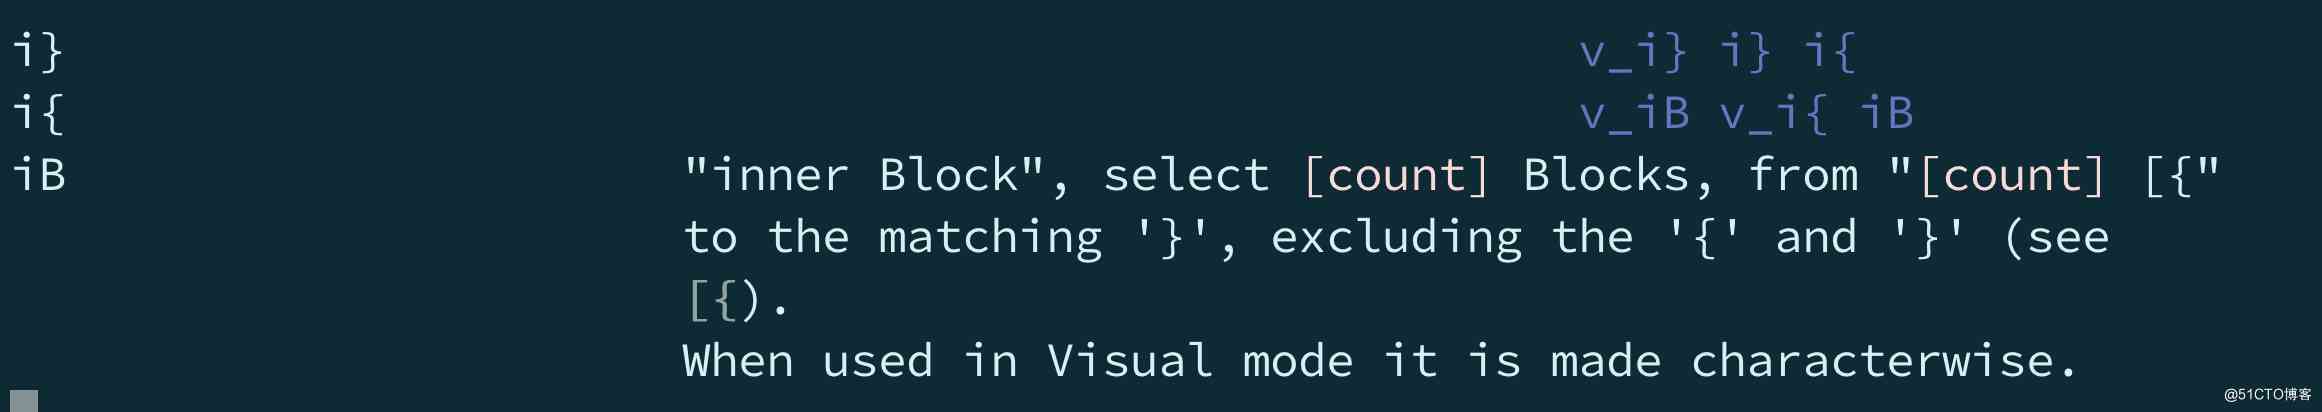 i} v_i} i} i{
i{ v_iB v_i{ iB
iB "inner Block", select [count] Blocks, from "[count] [{"
to the matching '}', excluding the '{' and '}' (see
[{).
When used in Visual mode it is made characterwise.
@51CTO博客